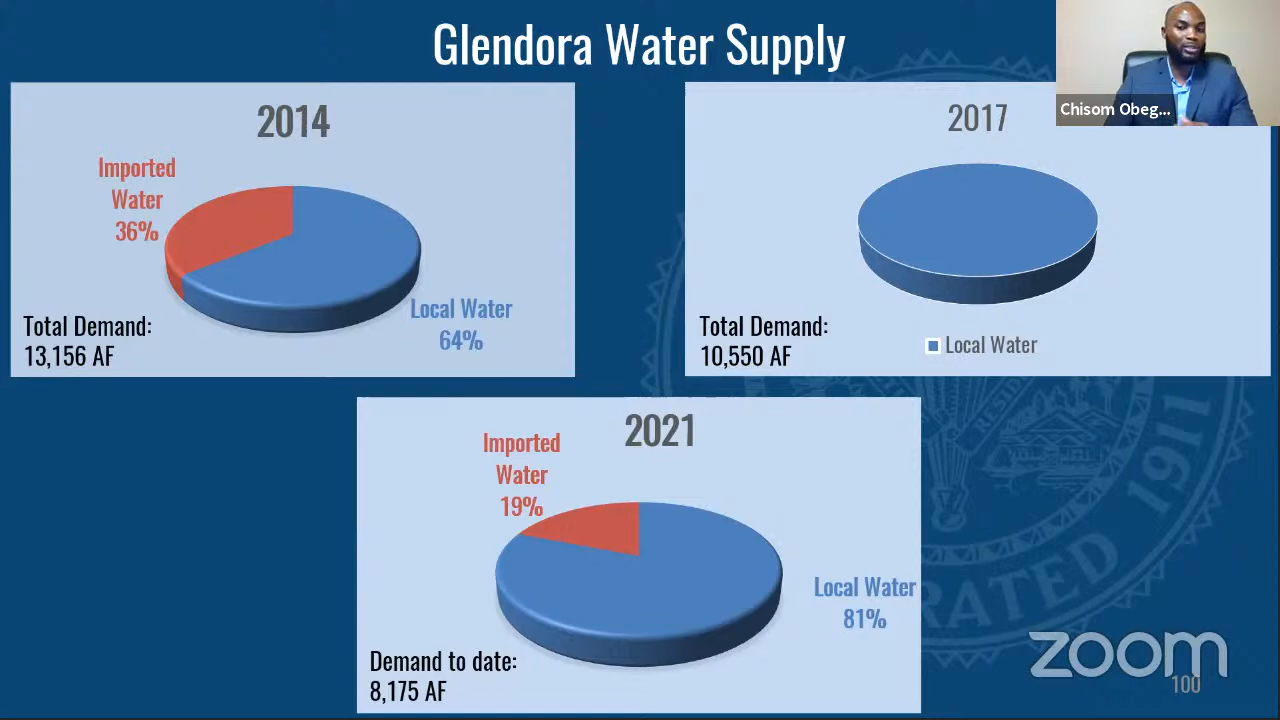 Glendora Water Supply
Chisom Obeg...
2014
Imported
Water
36%
Local Water
64%
Total Demand:
13,156 AF
2017
Total Demand:
10,550 AF
Local Water
2021
Imported
Water
19%
Local Water
81%
Demand to date:
8,175 AF
RATED 1911
zoom
100